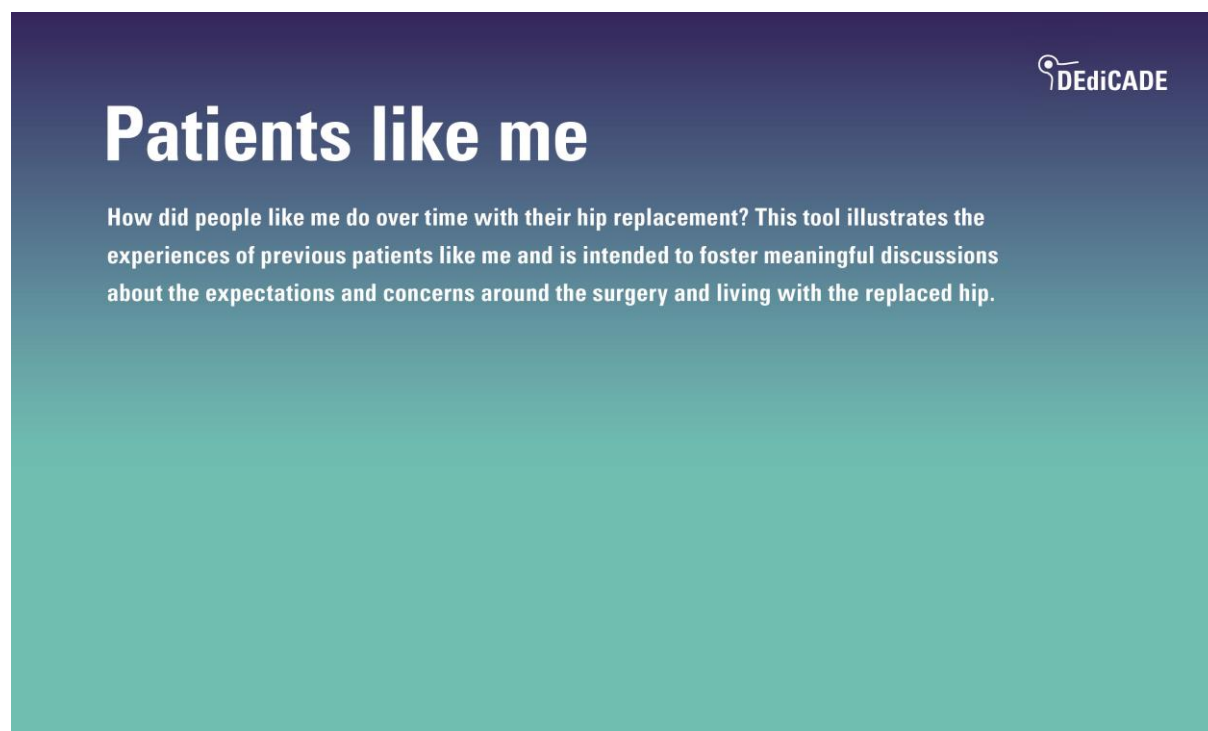 DEdiCADE
Patients like me
How did people like me do over time with their hip replacement? This tool illustrates the
experiences of previous patients like me and is intended to foster meaningful discussions
about the expectations and concerns around the surgery and living with the replaced hip.